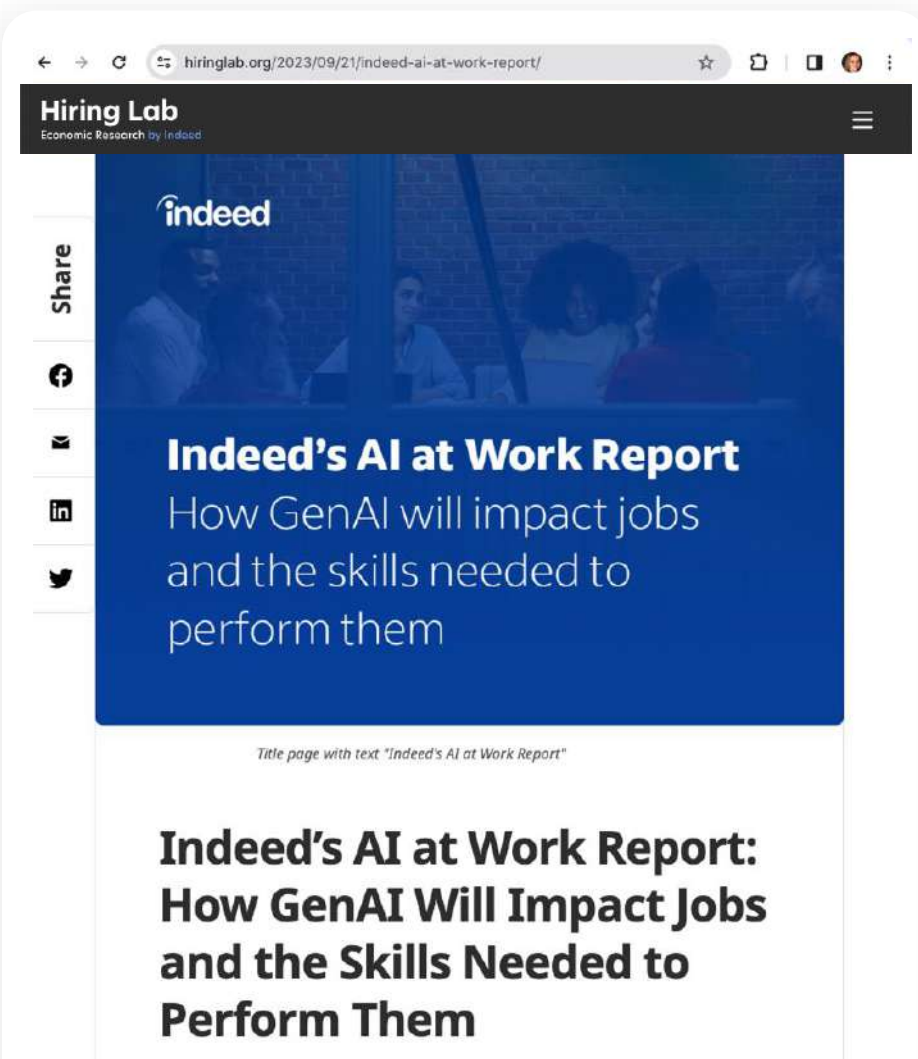 hiringlab.org/2023/09/21/indeed-ai-at-work-report/
Hiring Lab
Economic Research by Indeed
indeed
Share
Indeed's AI at Work Report
How GenAI will impact jobs
and the skills needed to
perform them
Title page with text "Indeed's AI at Work Report"
Indeed's AI at Work Report:
How GenAI Will Impact Jobs
and the Skills Needed to
Perform Them